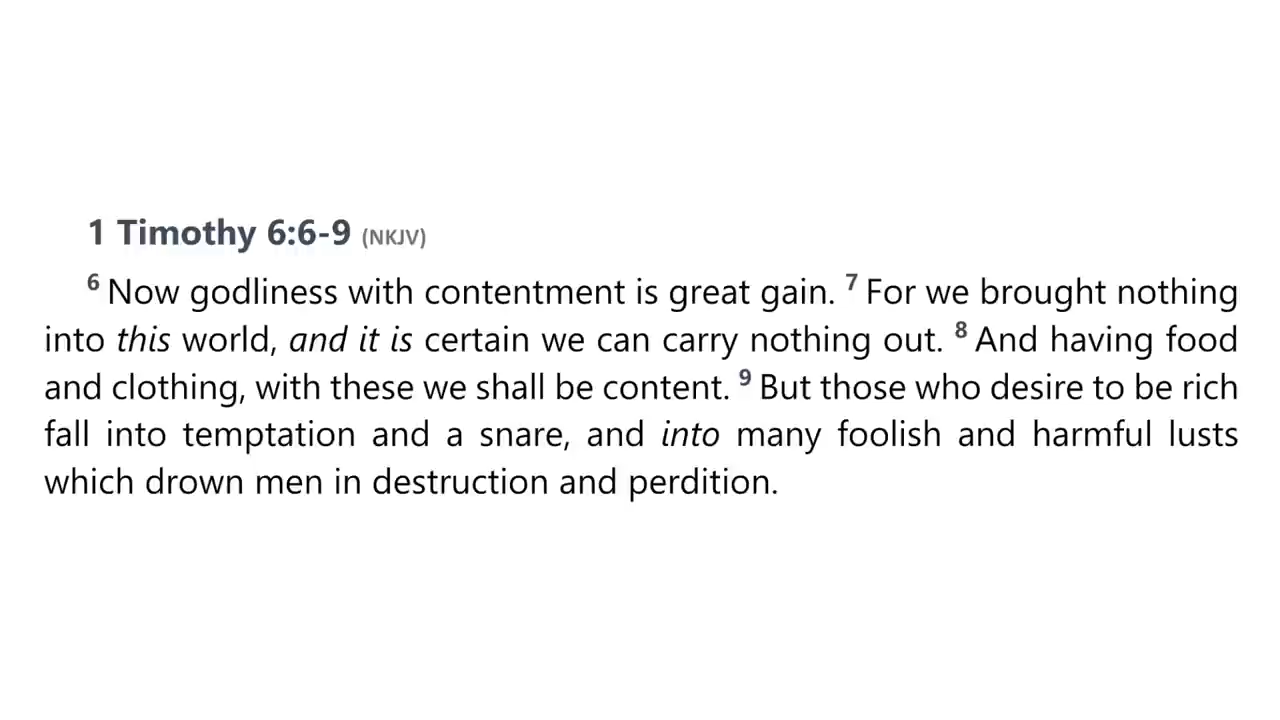 1 Timothy 6:6-9 (NKJV)
6 Now godliness with contentment is great gain. 7 For we brought nothing
into this world, and it is certain we can carry nothing out. 8 And having food
and clothing, with these we shall be content. 9 But those who desire to be rich
fall into temptation and a snare, and into many foolish and harmful lusts
which drown men in destruction and perdition.